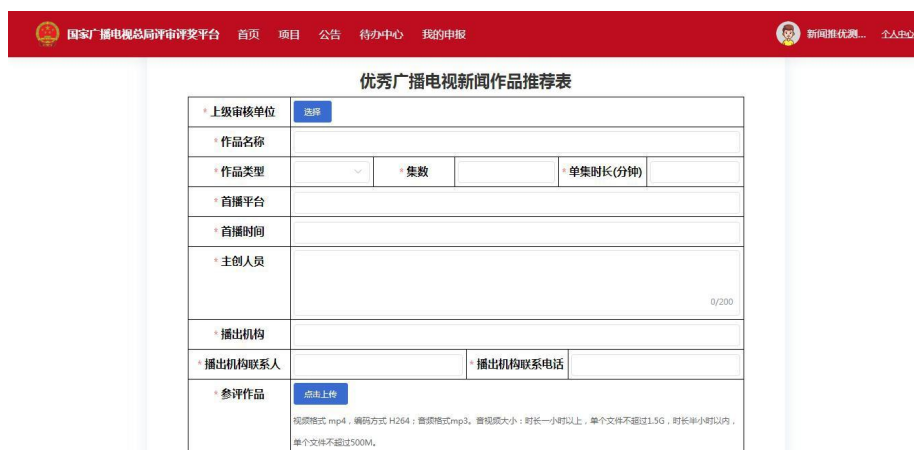 国家广播电视总局评审评奖平台 首页 项目 公告 待办中心 我的申报 新闻推优测... 个人中心
优秀广播电视新闻作品推荐表
* 上级审核单位 选择
* 作品名称
* 作品类型 * 集数 * 单集时长(分钟)
* 首播平台
* 首播时间
* 主创人员
0/200
* 播出机构
* 播出机构联系人 * 播出机构联系电话
* 参评作品 点击上传
视频格式 mp4，编码方式 H264；音频格式mp3。音视频大小：时长一小时以上，单个文件不超过1.5G，时长半小时以内，
单个文件不超过500M。